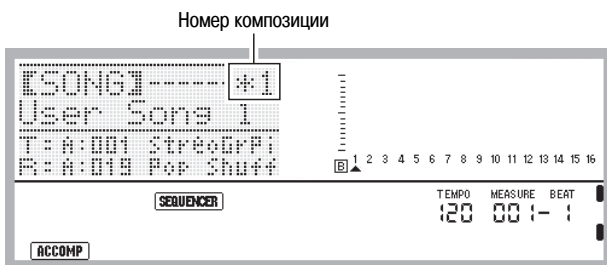 Номер композиции
【SONG】-----*1
User Song 1
T:A:001 StreoGrPi
R:A:019 Pop Shuff
B 1 2 3 4 5 6 7 8 9 10 11 12 13 14 15 16
SEQUENCER
TEMPO MEASURE BEAT
120 001- 1
ACCOMP